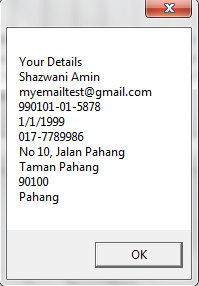 Your Details
Shazwani Amin
myemailtest@gmail.com
990101-01-5878
1/1/1999
017-7789986
No 10, Jalan Pahang
Taman Pahang
90100
Pahang
OK